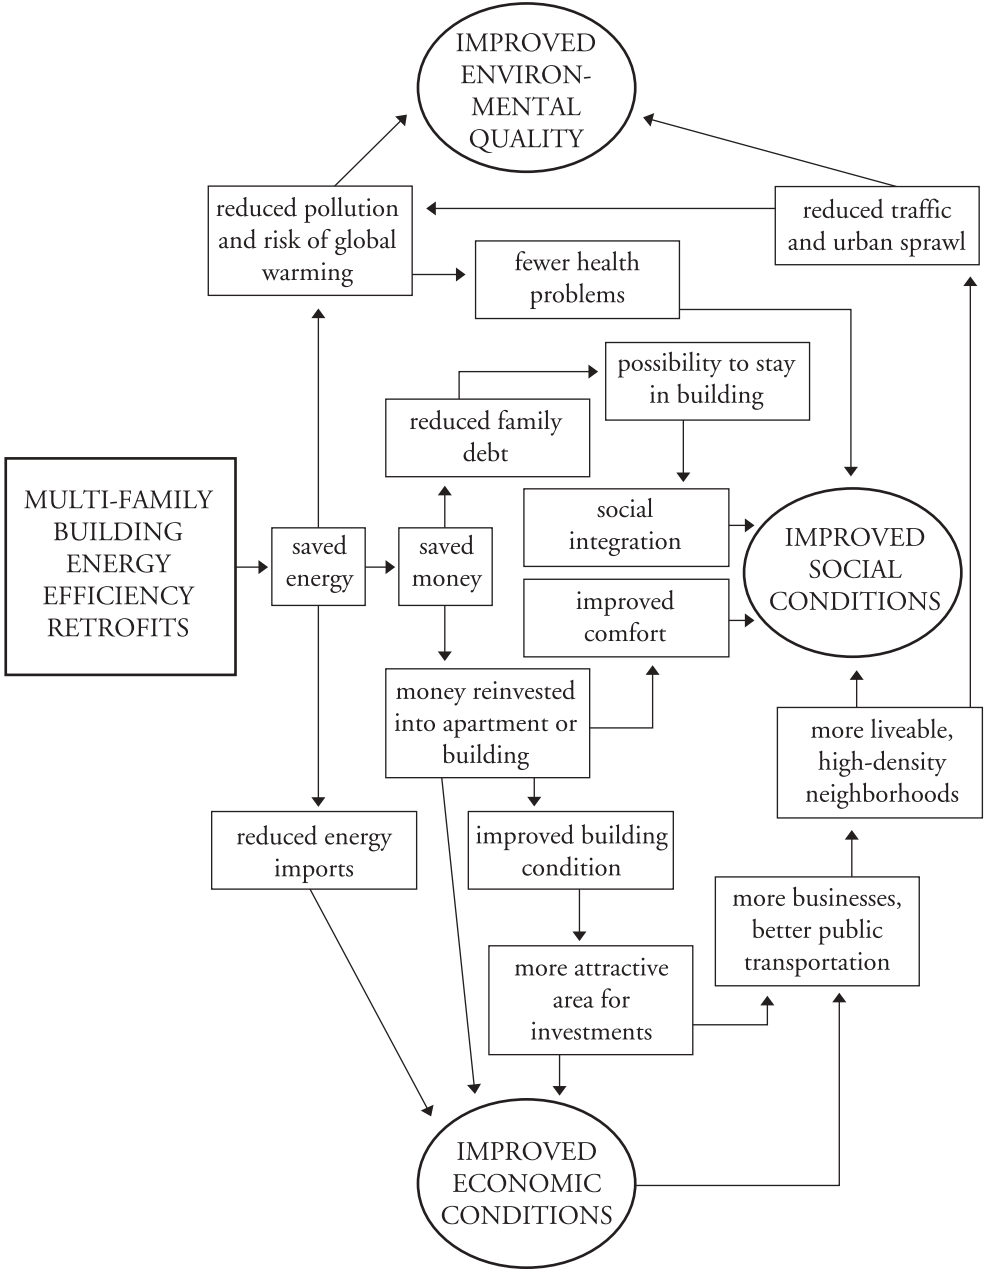 IMPROVED
ENVIRON-
MENTAL
QUALITY
reduced pollution
and risk of global
warming
reduced traffic
and urban sprawl
fewer health
problems
possibility to stay
in building
reduced family
debt
MULTI-FAMILY
BUILDING
ENERGY
EFFICIENCY
RETROFITS
saved
energy
saved
money
social
integration
IMPROVED
SOCIAL
CONDITIONS
improved
comfort
money reinvested
into apartment or
building
more liveable,
high-density
neighborhoods
reduced energy
imports
improved building
condition
more businesses,
better public
transportation
more attractive
area for
investments
IMPROVED
ECONOMIC
CONDITIONS